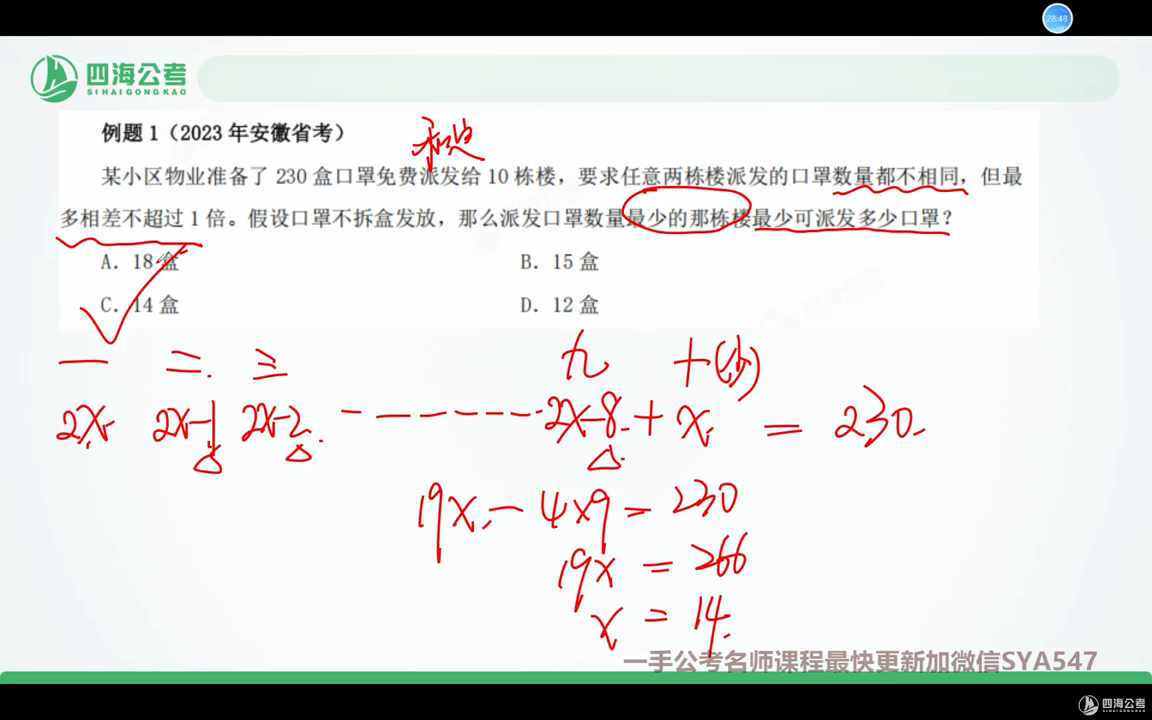 28:48
四海公考
SIHAIGONGKAO
例题 1（2023 年安徽省考）
和定
某小区物业准备了 230 盒口罩免费派发给 10 栋楼，要求任意两栋楼派发的口罩数量都不相同，但最
多相差不超过 1 倍。假设口罩不拆盒发放，那么派发口罩数量最少的那栋楼最少可派发多少口罩？
A. 18 盒 B. 15 盒
C. 14 盒 D. 12 盒
一 二 三 九 十(少)
2x 2x-1 2x-2 -------2x-8+x = 230
19x - 4x9 = 230
19x = 266
x = 14
一手公考名师课程最快更新加微信SYA547
四海公考